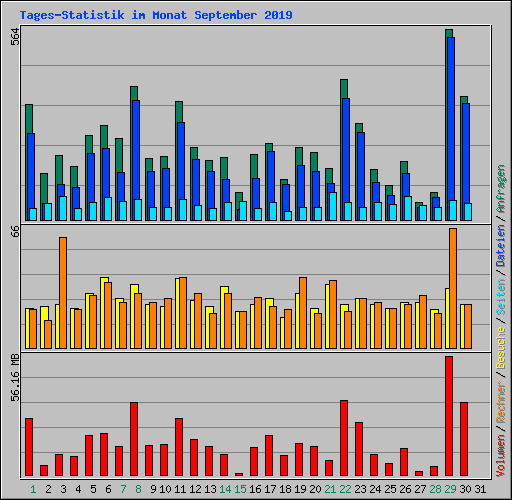 Tages-Statistik im Monat September 2019
564
66
56.16 MB
Volumen / Rechner / Besuche / Seiten / Dateien / Anfragen
1 2 3 4 5 6 7 8 9 10 11 12 13 14 15 16 17 18 19 20 21 22 23 24 25 26 27 28 29 30 31